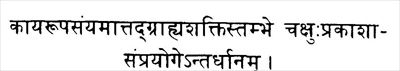 कायरूपसंयमात्तद्ग्राह्यशक्तिस्तम्भे चक्षुःप्रकाशा-
संप्रयोगेऽन्तर्धानम् ।